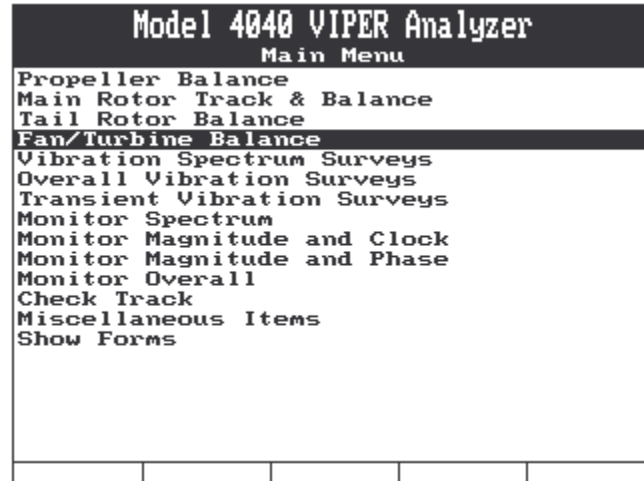 Model 4040 VIPER Analyzer
Main Menu
Propeller Balance
Main Rotor Track & Balance
Tail Rotor Balance
Fan/Turbine Balance
Vibration Spectrum Surveys
Overall Vibration Surveys
Transient Vibration Surveys
Monitor Spectrum
Monitor Magnitude and Clock
Monitor Magnitude and Phase
Monitor Overall
Check Track
Miscellaneous Items
Show Forms